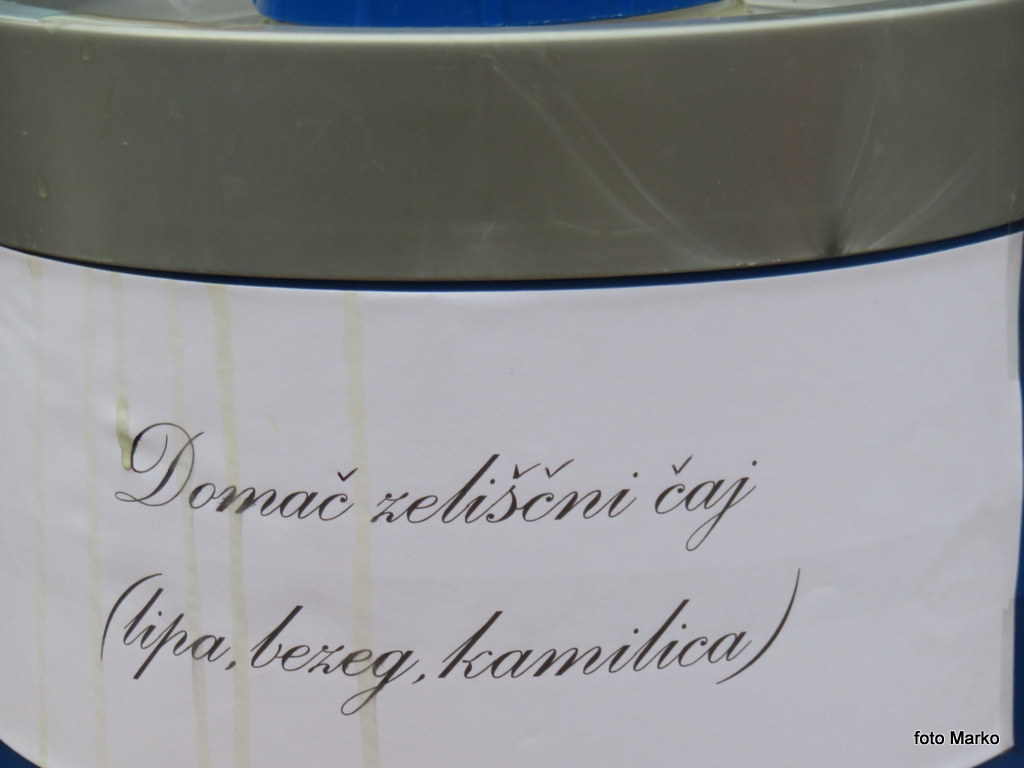 Domač zeliščni čaj
(lipa, bezeg, kamilica)
foto Marko